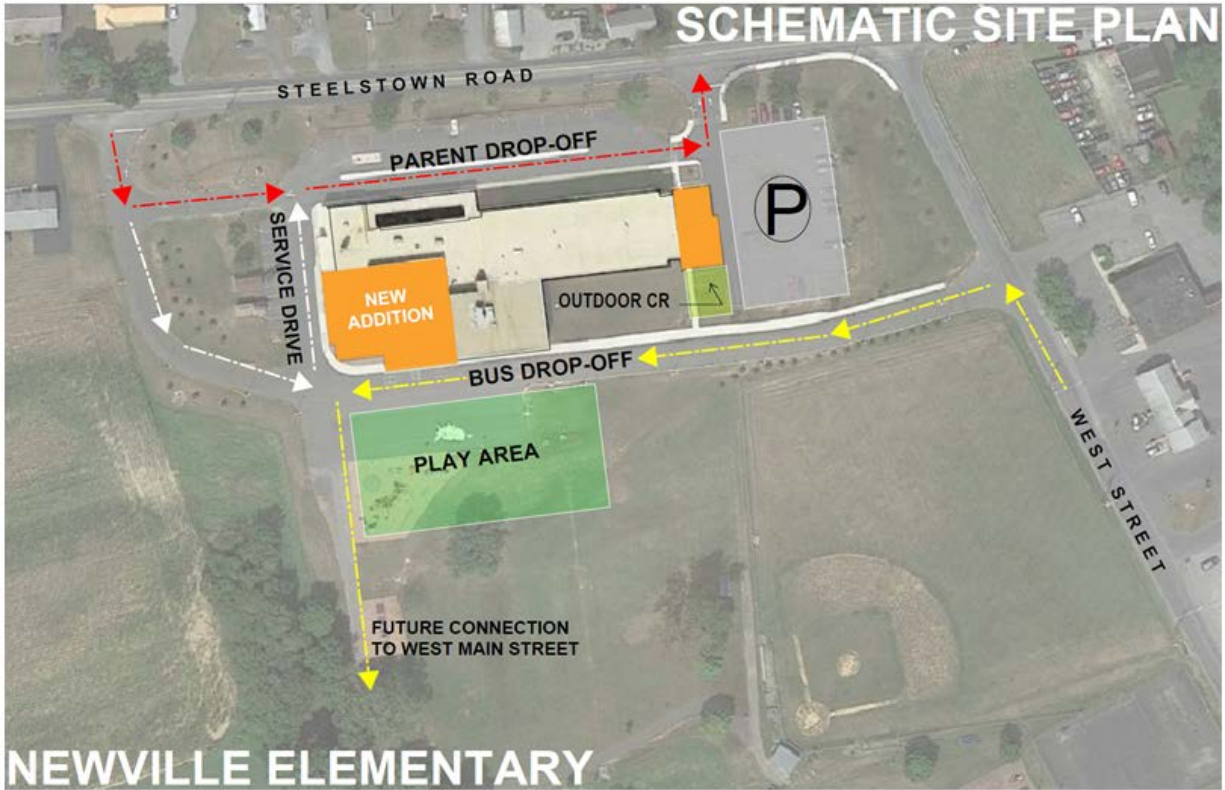 SCHEMATIC SITE PLAN
STEELSTOWN ROAD
PARENT DROP-OFF
P
SERVICE DRIVE
NEW
ADDITION
OUTDOOR CR
BUS DROP-OFF
PLAY AREA
WEST STREET
FUTURE CONNECTION
TO WEST MAIN STREET
NEWVILLE ELEMENTARY